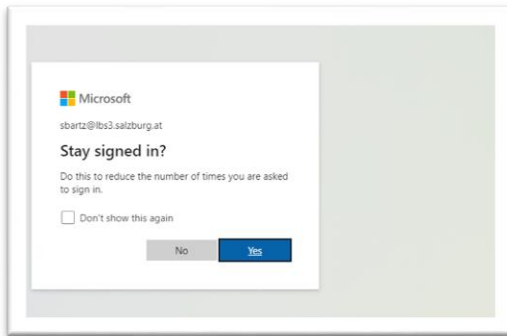 Microsoft
sbartz@lbs3.salzburg.at
Stay signed in?
Do this to reduce the number of times you are asked
to sign in.
Don't show this again
No
Yes